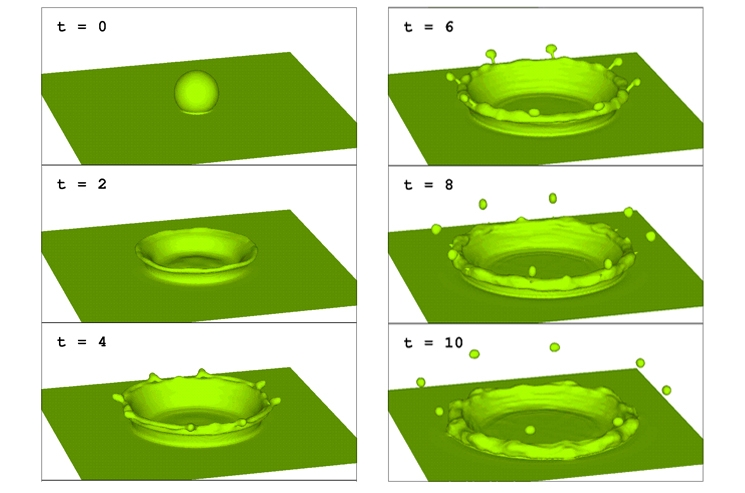 t = 0
t = 2
t = 4
t = 6
t = 8
t = 10